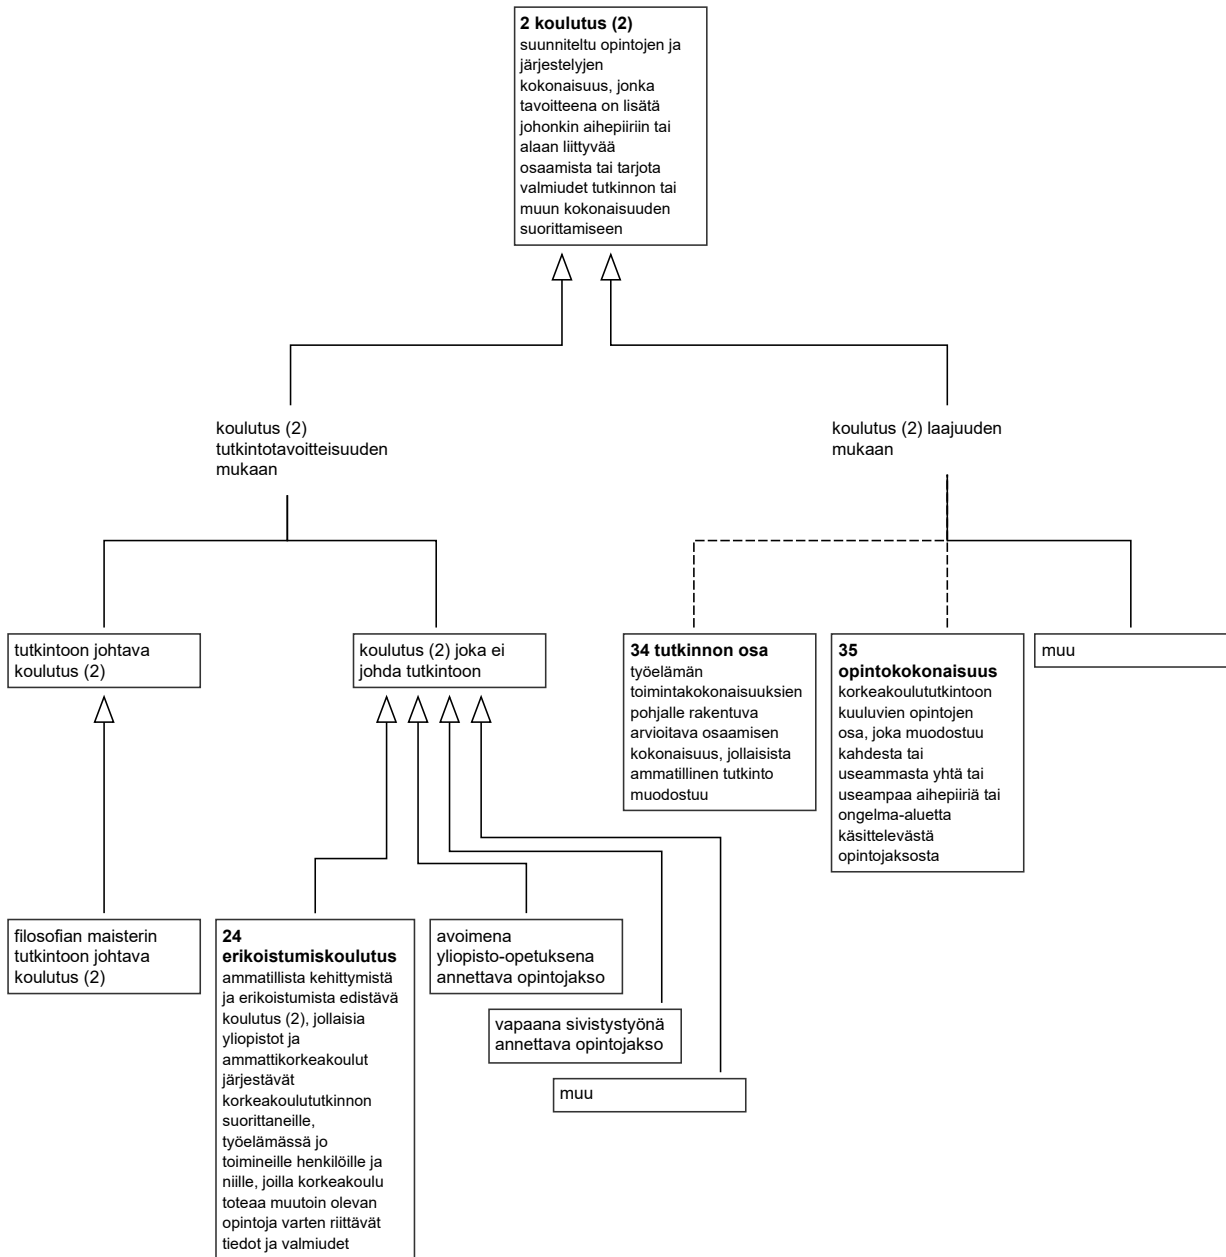 2 koulutus (2)
suunniteltu opintojen ja
järjestelyjen
kokonaisuus, jonka
tavoitteena on lisätä
johonkin aihepiiriin tai
alaan liittyvää
osaamista tai tarjota
valmiudet tutkinnon tai
muun kokonaisuuden
suorittamiseen
koulutus (2)
tutkintotavoitteisuuden
mukaan
koulutus (2) laajuuden
mukaan
tutkintoon johtava
koulutus (2)
koulutus (2) joka ei
johda tutkintoon
34 tutkinnon osa
työelämän
toimintakokonaisuuksien
pohjalle rakentuva
arvioitava osaamisen
kokonaisuus, jollaisista
ammatillinen tutkinto
muodostuu
35
opintokokonaisuus
korkeakoulututkintoon
kuuluvien opintojen
osa, joka muodostuu
kahdesta tai
useammasta yhtä tai
useampaa aihepiiriä tai
ongelma-aluetta
käsittelevästä
opintojaksosta
muu
filosofian maisterin
tutkintoon johtava
koulutus (2)
24
erikoistumiskoulutus
ammatillista kehittymistä
ja erikoistumista edistävä
koulutus (2), jollaisia
yliopistot ja
ammattikorkeakoulut
järjestävät
korkeakoulututkinnon
suorittaneille,
työelämässä jo
toimineille henkilöille ja
niille, joilla korkeakoulu
toteaa muutoin olevan
opintoja varten riittävät
tiedot ja valmiudet
avoimena
yliopisto-opetuksena
annettava opintojakso
vapaana sivistystyönä
annettava opintojakso
muu